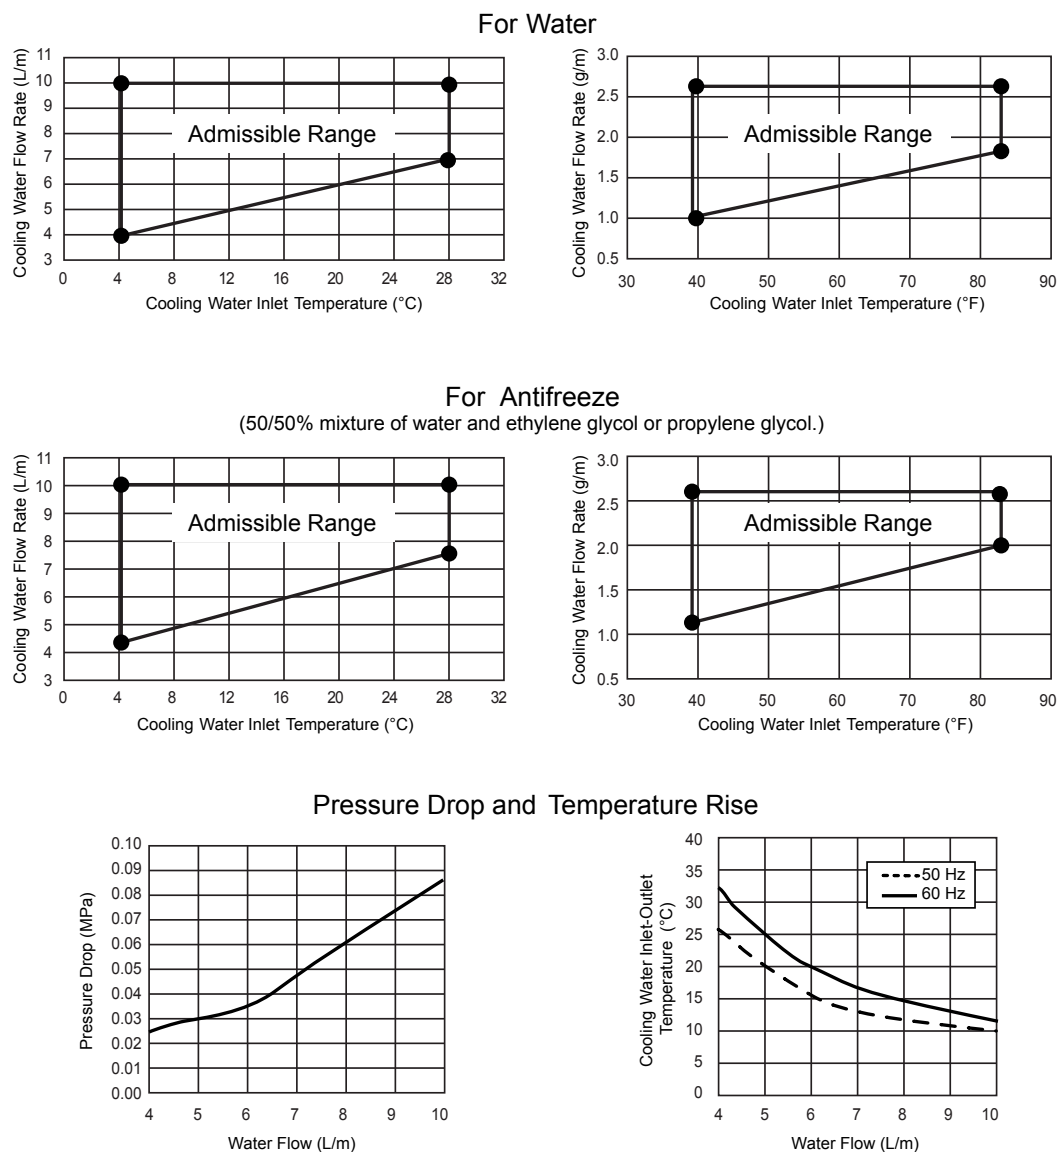 For Water
Cooling Water Flow Rate (L/m)
11
10
9
8
7
6
5
4
3
Admissible Range
0 4 8 12 16 20 24 28 32
Cooling Water Inlet Temperature (°C)
Cooling Water Flow Rate (g/m)
3.0
2.5
2.0
1.5
1.0
0.5
Admissible Range
30 40 50 60 70 80 90
Cooling Water Inlet Temperature (°F)
For Antifreeze
(50/50% mixture of water and ethylene glycol or propylene glycol.)
Cooling Water Flow Rate (L/m)
11
10
9
8
7
6
5
4
3
Admissible Range
0 4 8 12 16 20 24 28 32
Cooling Water Inlet Temperature (°C)
Cooling Water Flow Rate (g/m)
3.0
2.5
2.0
1.5
1.0
0.5
Admissible Range
30 40 50 60 70 80 90
Cooling Water Inlet Temperature (°F)
Pressure Drop and Temperature Rise
Pressure Drop (MPa)
0.10
0.09
0.08
0.07
0.06
0.05
0.04
0.03
0.02
0.01
0.00
4 5 6 7 8 9 10
Water Flow (L/m)
Cooling Water Inlet-Outlet
Temperature (°C)
40
35
30
25
20
15
10
5
0
50 Hz
60 Hz
4 5 6 7 8 9 10
Water Flow (L/m)